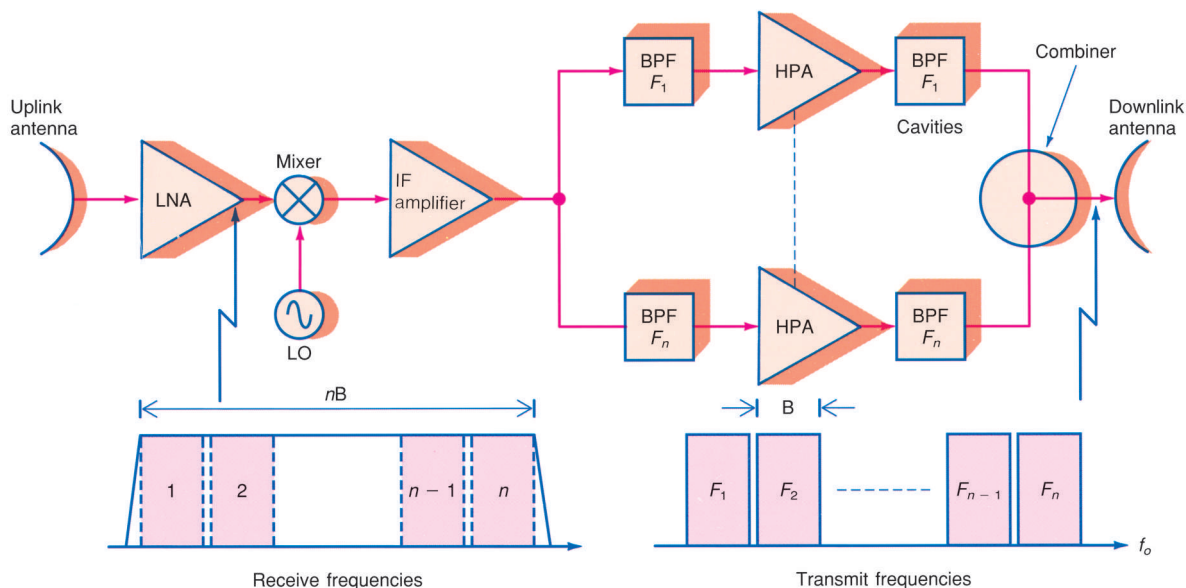 Uplink
antenna
LNA
Mixer
LO
IF
amplifier
BPF
F₁
HPA
BPF
F₁
Cavities
Combiner
Downlink
antenna
BPF
Fₙ
HPA
BPF
Fₙ
nB
1
2
n − 1
n
Receive frequencies
B
F₁
F₂
Fₙ₋₁
Fₙ
fₒ
Transmit frequencies